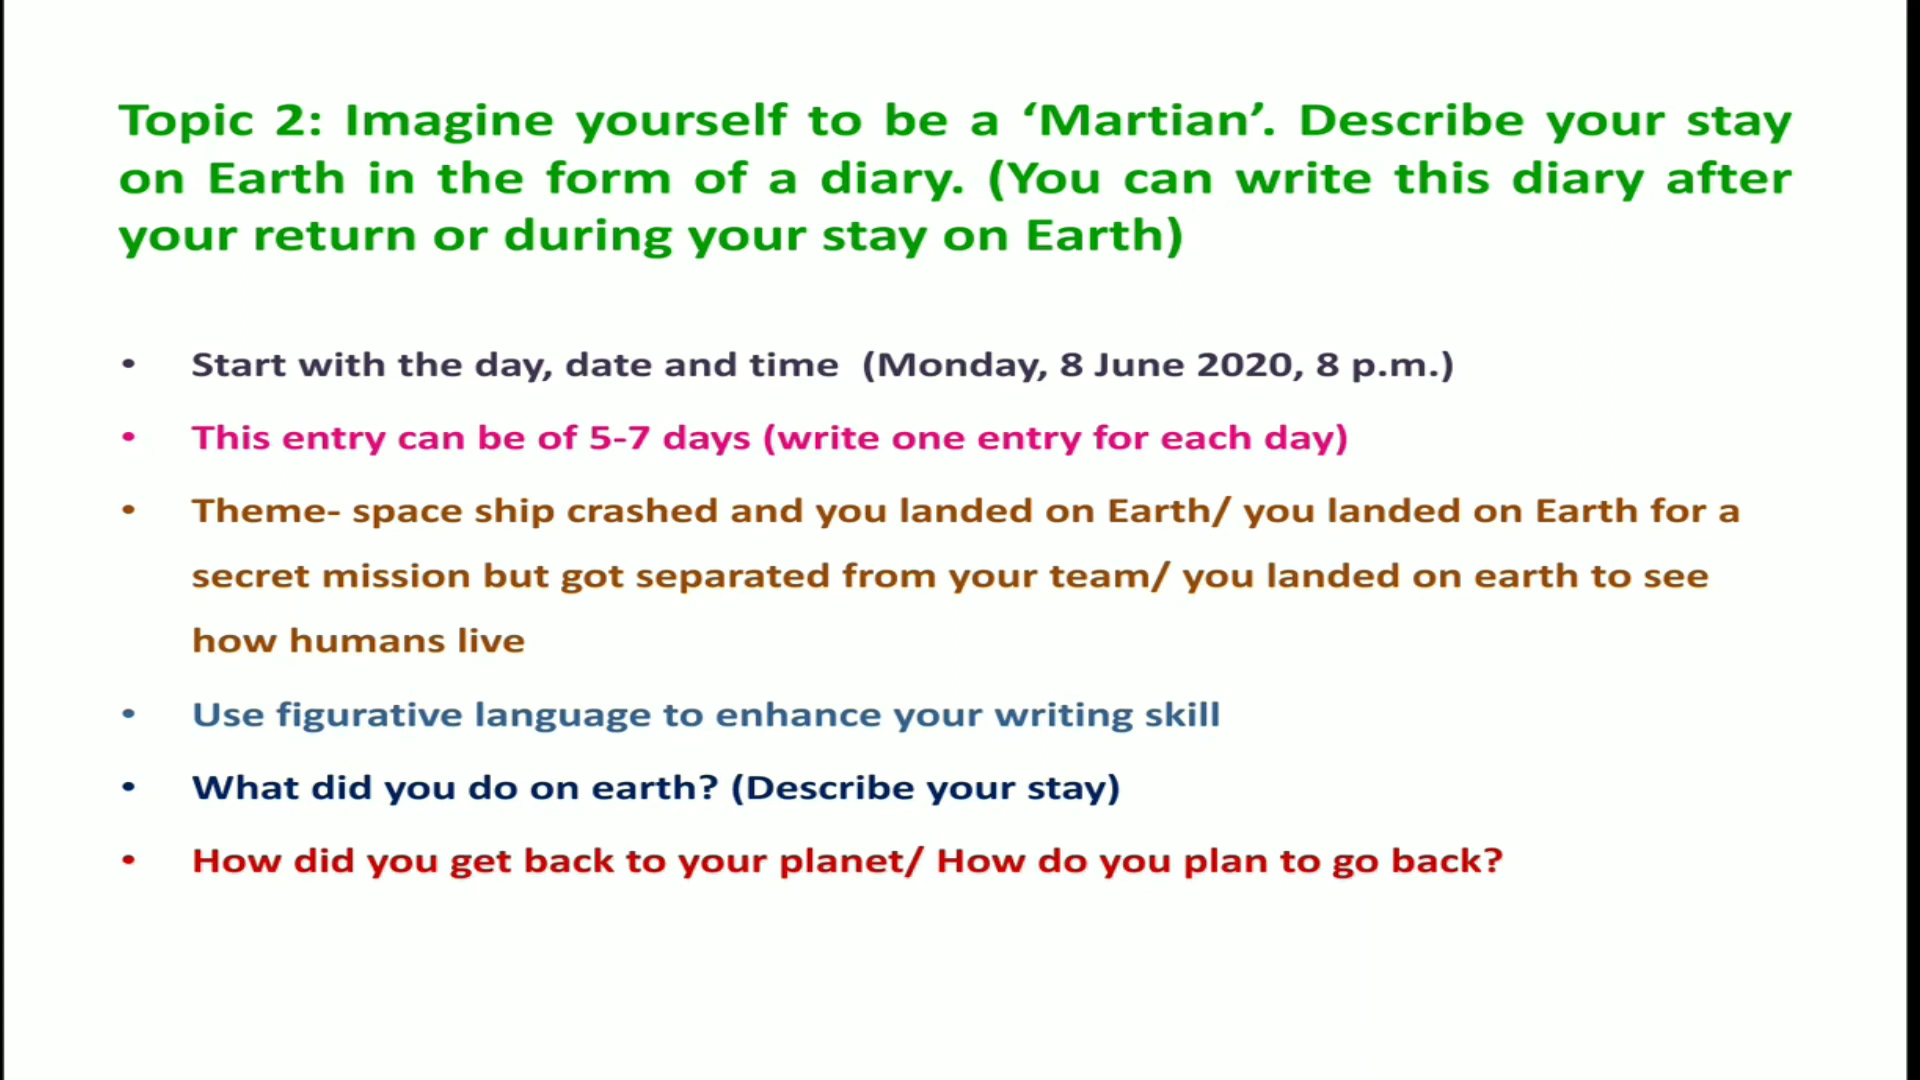 Topic 2: Imagine yourself to be a ‘Martian’. Describe your stay
on Earth in the form of a diary. (You can write this diary after
your return or during your stay on Earth)
• Start with the day, date and time (Monday, 8 June 2020, 8 p.m.)
• This entry can be of 5-7 days (write one entry for each day)
• Theme- space ship crashed and you landed on Earth/ you landed on Earth for a
secret mission but got separated from your team/ you landed on earth to see
how humans live
• Use figurative language to enhance your writing skill
• What did you do on earth? (Describe your stay)
• How did you get back to your planet/ How do you plan to go back?